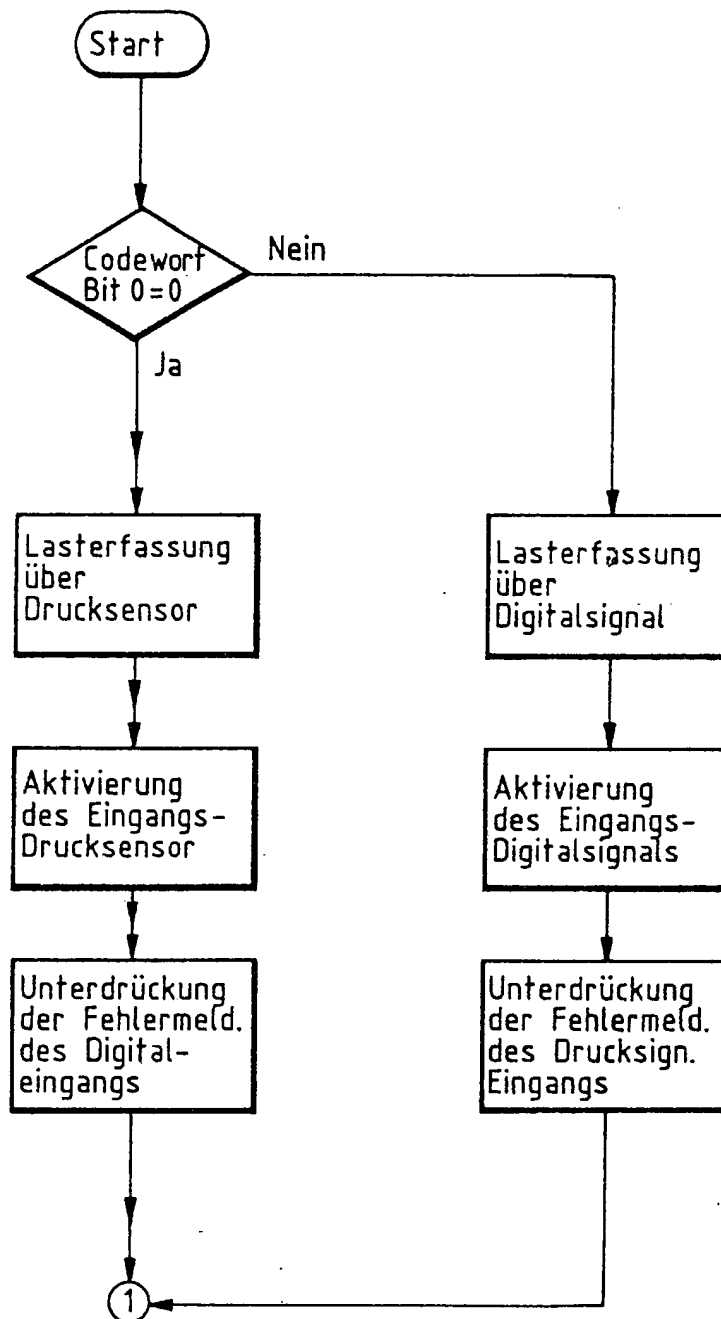 Start
Codewort
Bit 0=0
Nein
Ja
Lasterfassung
über
Drucksensor
Lasterfassung
über
Digitalsignal
Aktivierung
des Eingangs-
Drucksensor
Aktivierung
des Eingangs-
Digitalsignals
Unterdrückung
der Fehlermeld.
des Digital-
eingangs
Unterdrückung
der Fehlermeld.
des Drucksign.
Eingangs
1